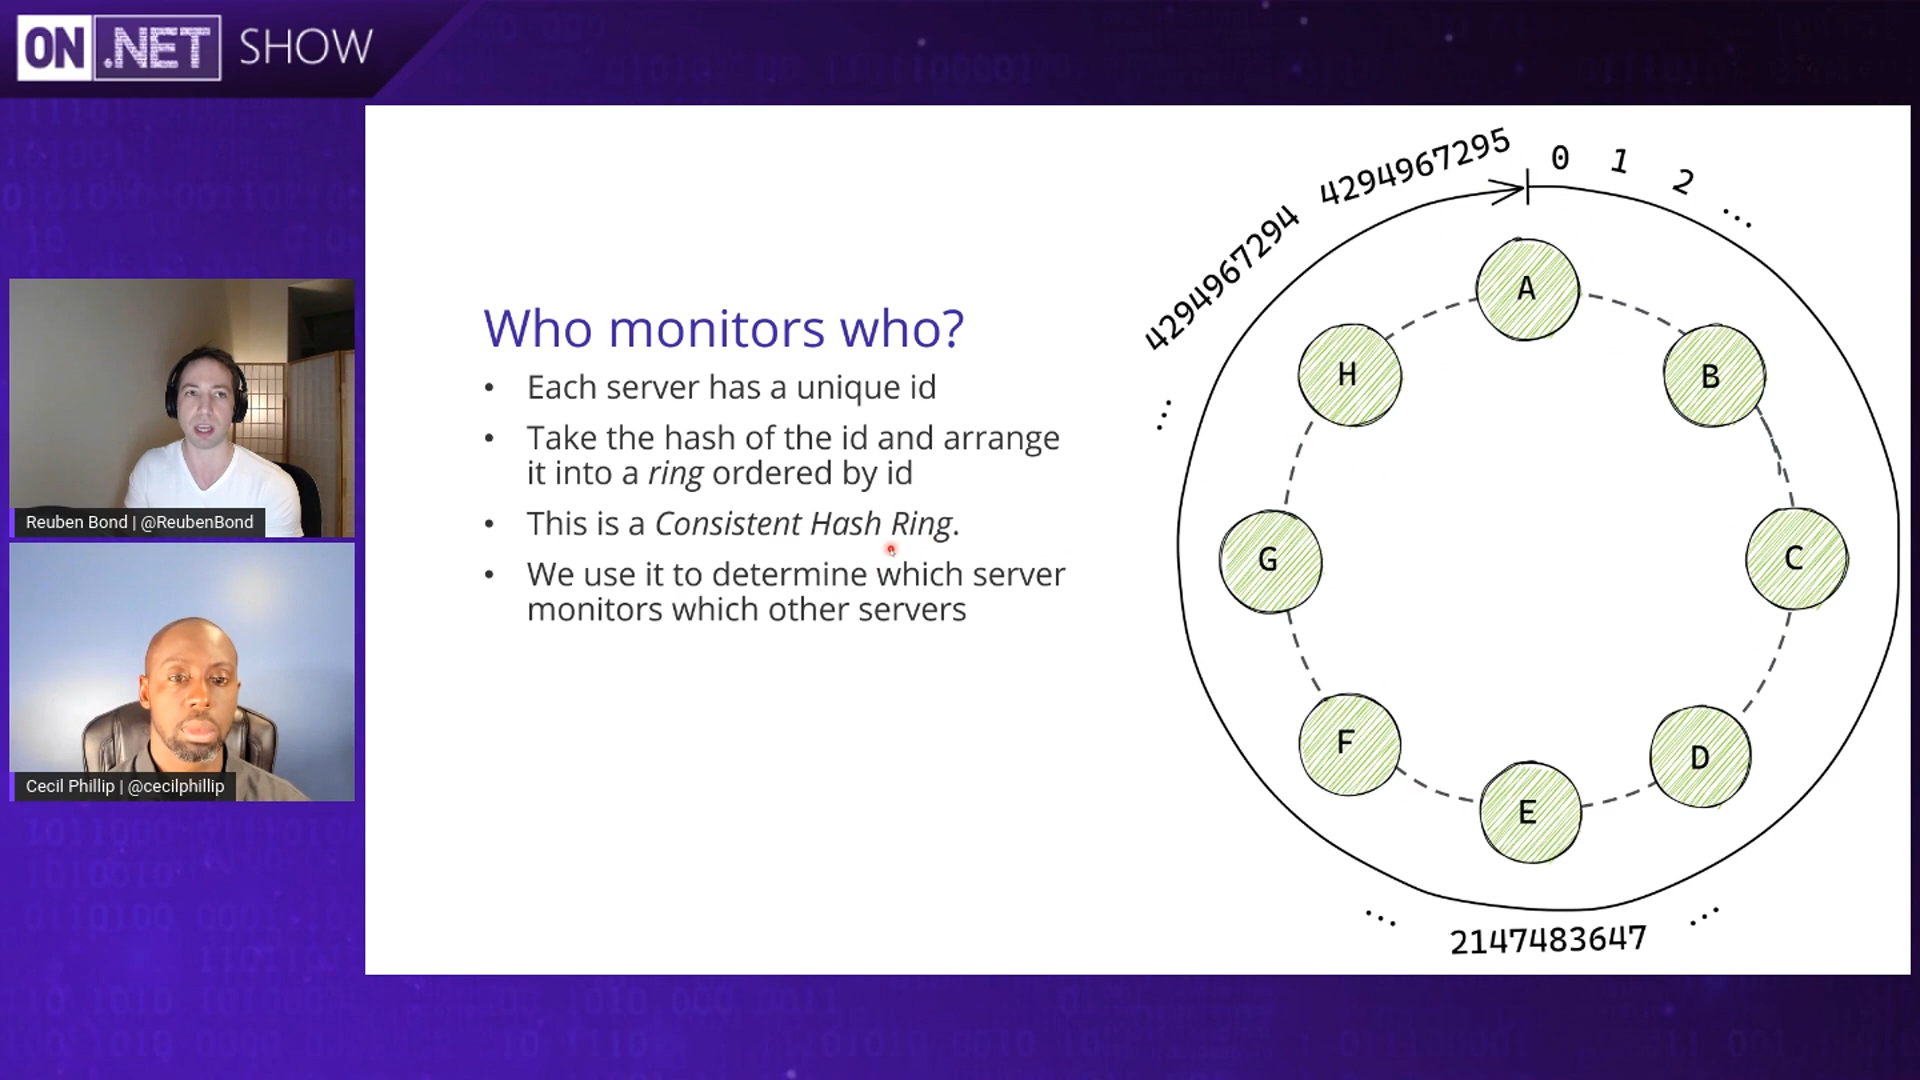 ON .NET SHOW
Who monitors who?
• Each server has a unique id
• Take the hash of the id and arrange
it into a ring ordered by id
• This is a Consistent Hash Ring.
• We use it to determine which server
monitors which other servers
4294967294
4294967295
0 1 2 ...
...
A
B
C
D
E
F
G
H
... 2147483647 ...
Reuben Bond | @ReubenBond
Cecil Phillip | @cecilphillip